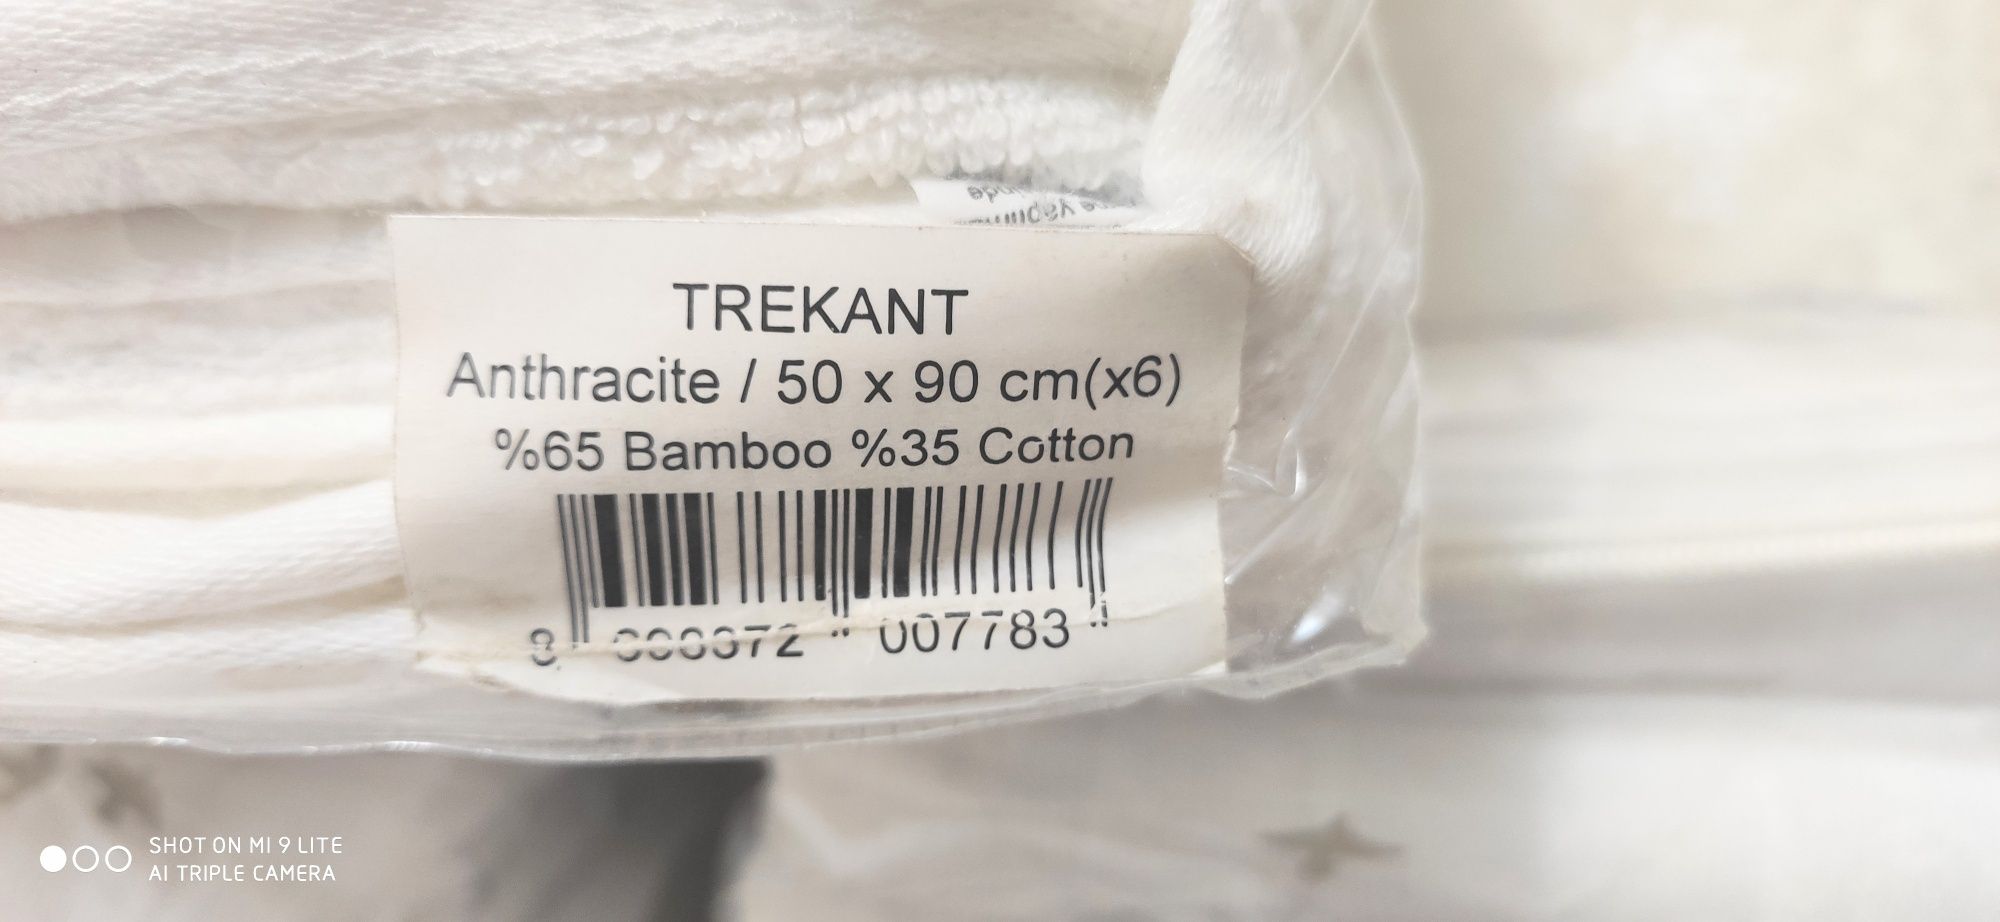 TREKANT
Anthracite / 50 x 90 cm(x6)
%65 Bamboo %35 Cotton
007783
SHOT ON MI 9 LITE
AI TRIPLE CAMERA